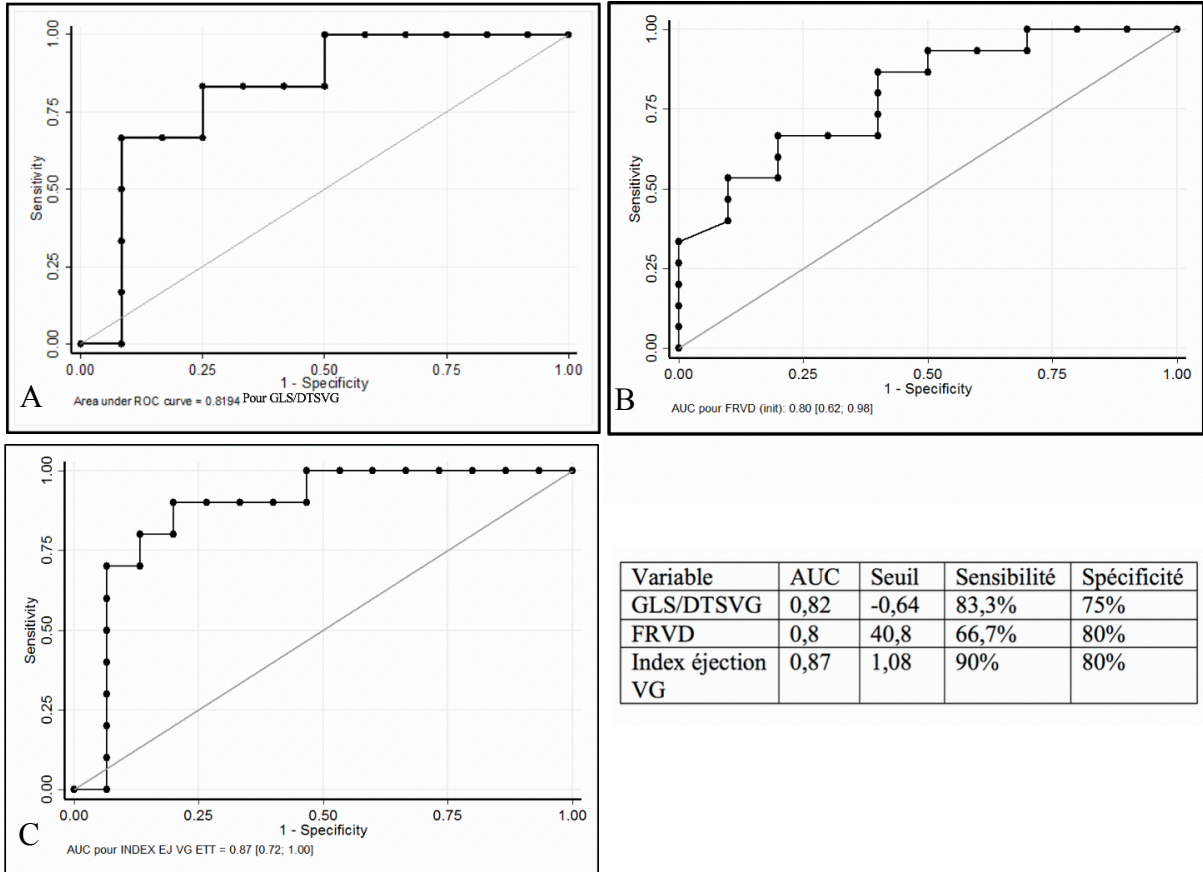 Sensitivity
1.00
0.75
0.50
0.25
0.00
0.00 0.25 0.50 0.75 1.00
1 - Specificity
A
Area under ROC curve = 0.8194 Pour GLS/DTSVG
Sensitivity
1.00
0.75
0.50
0.25
0.00
0.00 0.25 0.50 0.75 1.00
1 - Specificity
B
AUC pour FRVD (init): 0.80 [0.62; 0.98]
Sensitivity
1.00
0.75
0.50
0.25
0.00
0.00 0.25 0.50 0.75 1.00
1 - Specificity
C
AUC pour INDEX EJ VG ETT = 0.87 [0.72; 1.00]
Variable AUC Seuil Sensibilité Spécificité
GLS/DTSVG 0,82 -0,64 83,3% 75%
FRVD 0,8 40,8 66,7% 80%
Index éjection 0,87 1,08 90% 80%
VG